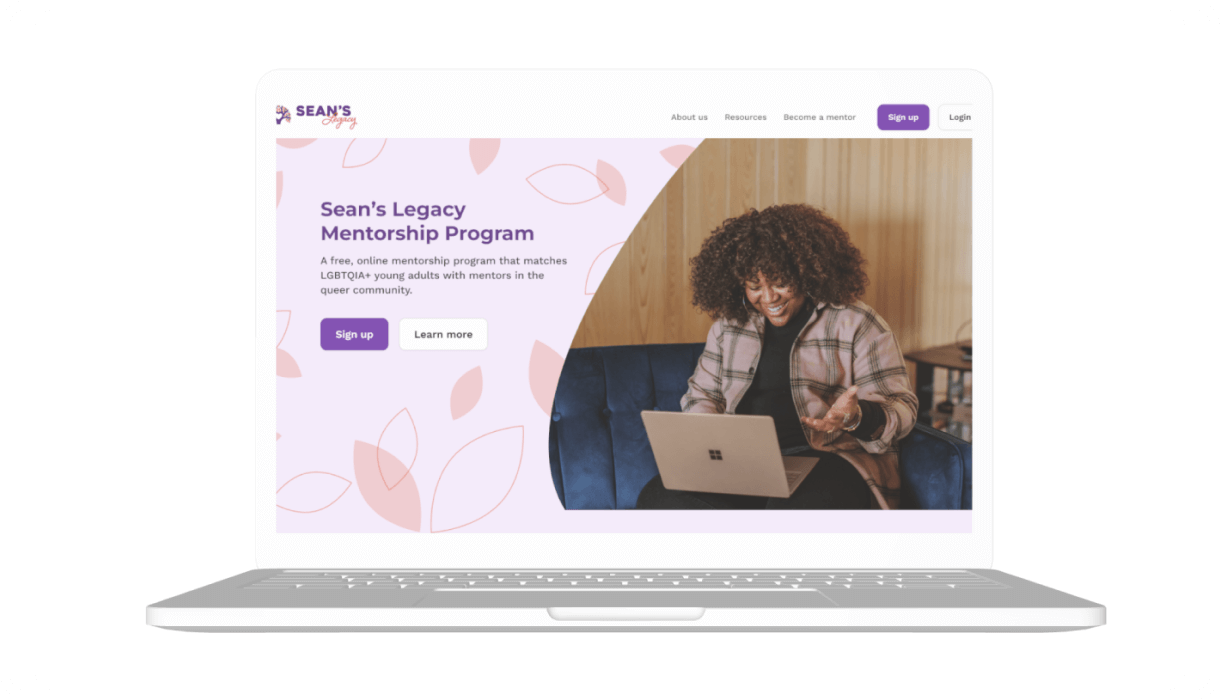 SEAN'S
Legacy
About us Resources Become a mentor Sign up Login
Sean's Legacy
Mentorship Program
A free, online mentorship program that matches
LGBTQIA+ young adults with mentors in the
queer community.
Sign up Learn more